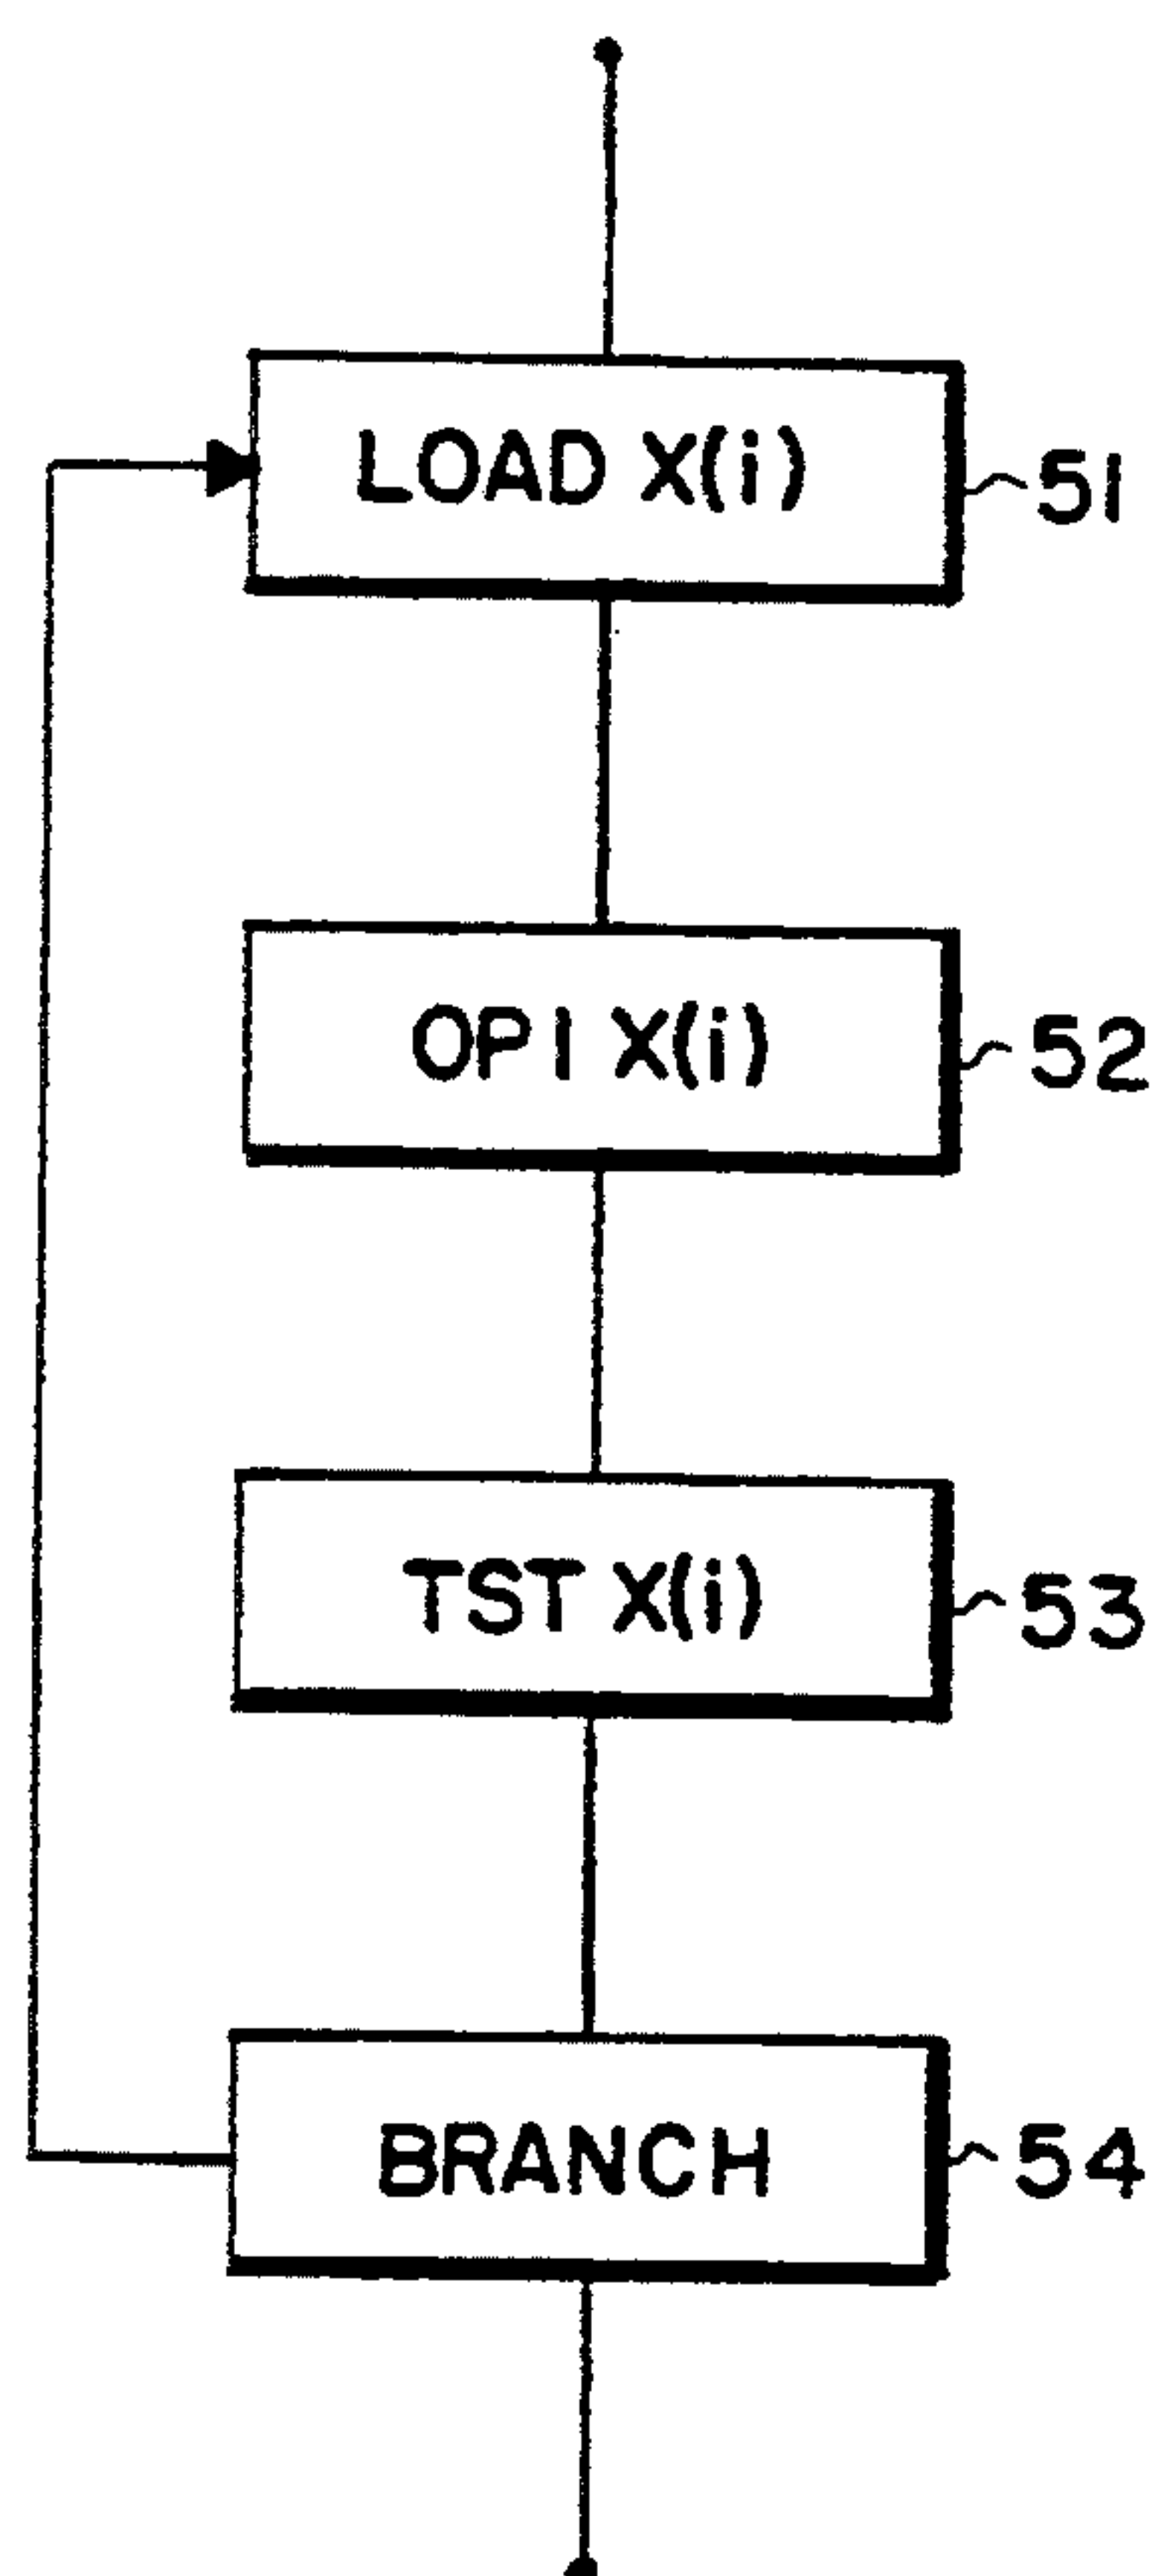 LOAD X(i)
51
OP1 X(i)
52
TST X(i)
53
BRANCH
54